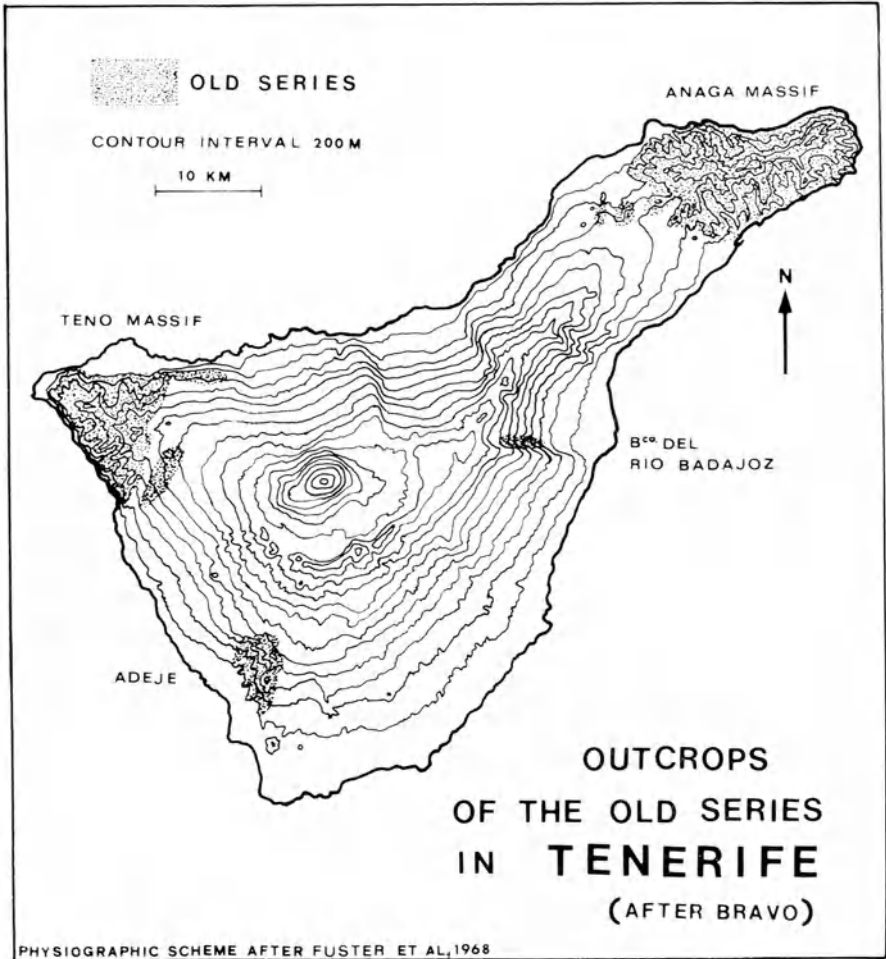 OLD SERIES
CONTOUR INTERVAL 200 M
10 KM
ANAGA MASSIF
N
TENO MASSIF
Bco. DEL
RIO BADAJOZ
ADEJE
OUTCROPS
OF THE OLD SERIES
IN TENERIFE
(AFTER BRAVO)
PHYSIOGRAPHIC SCHEME AFTER FUSTER ET AL, 1968